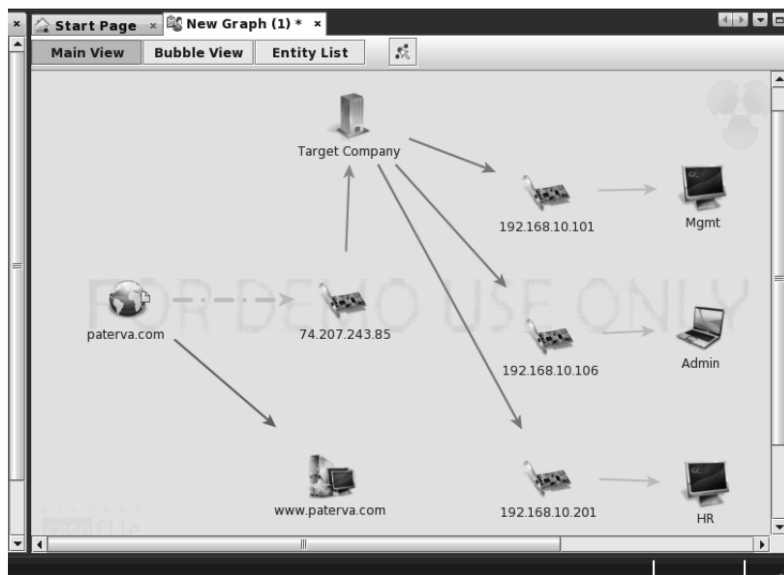 Start Page
New Graph (1) *
Main View
Bubble View
Entity List
Target Company
192.168.10.101
Mgmt
FOR DEMO USE ONLY
paterva.com
74.207.243.85
192.168.10.106
Admin
www.paterva.com
192.168.10.201
HR
casefile